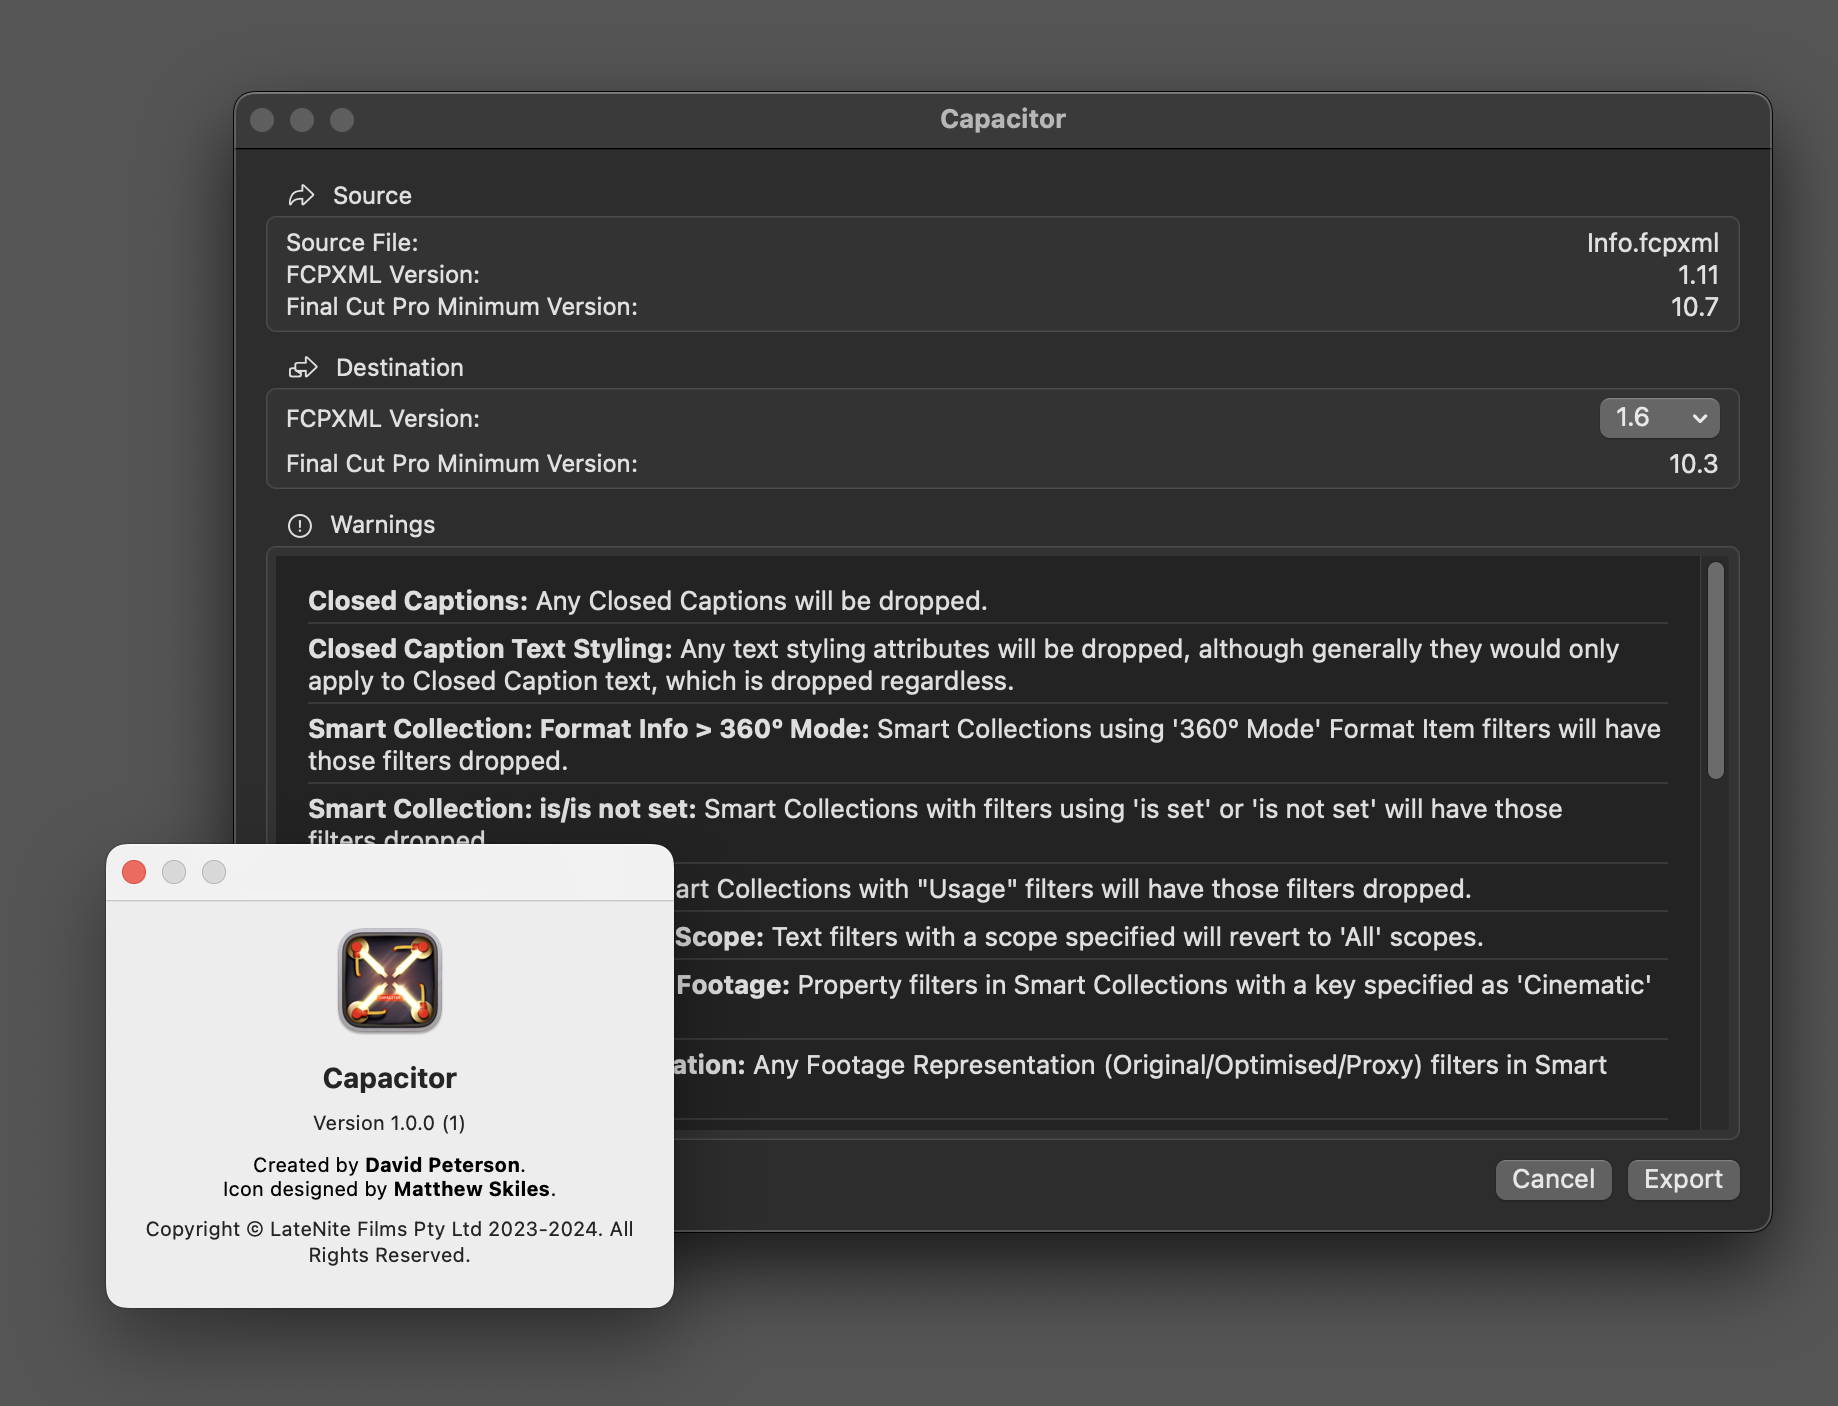 Capacitor
Source
Source File: Info.fcpxml
FCPXML Version: 1.11
Final Cut Pro Minimum Version: 10.7
Destination
FCPXML Version: 1.6
Final Cut Pro Minimum Version: 10.3
Warnings
Closed Captions: Any Closed Captions will be dropped.
Closed Caption Text Styling: Any text styling attributes will be dropped, although generally they would only
apply to Closed Caption text, which is dropped regardless.
Smart Collection: Format Info > 360° Mode: Smart Collections using '360° Mode' Format Item filters will have
those filters dropped.
Smart Collection: is/is not set: Smart Collections with filters using 'is set' or 'is not set' will have those
filters dropped
art Collections with "Usage" filters will have those filters dropped.
Scope: Text filters with a scope specified will revert to 'All' scopes.
Footage: Property filters in Smart Collections with a key specified as 'Cinematic'
ation: Any Footage Representation (Original/Optimised/Proxy) filters in Smart
Cancel Export
CAPACITOR
Capacitor
Version 1.0.0 (1)
Created by David Peterson.
Icon designed by Matthew Skiles.
Copyright © LateNite Films Pty Ltd 2023-2024. All
Rights Reserved.